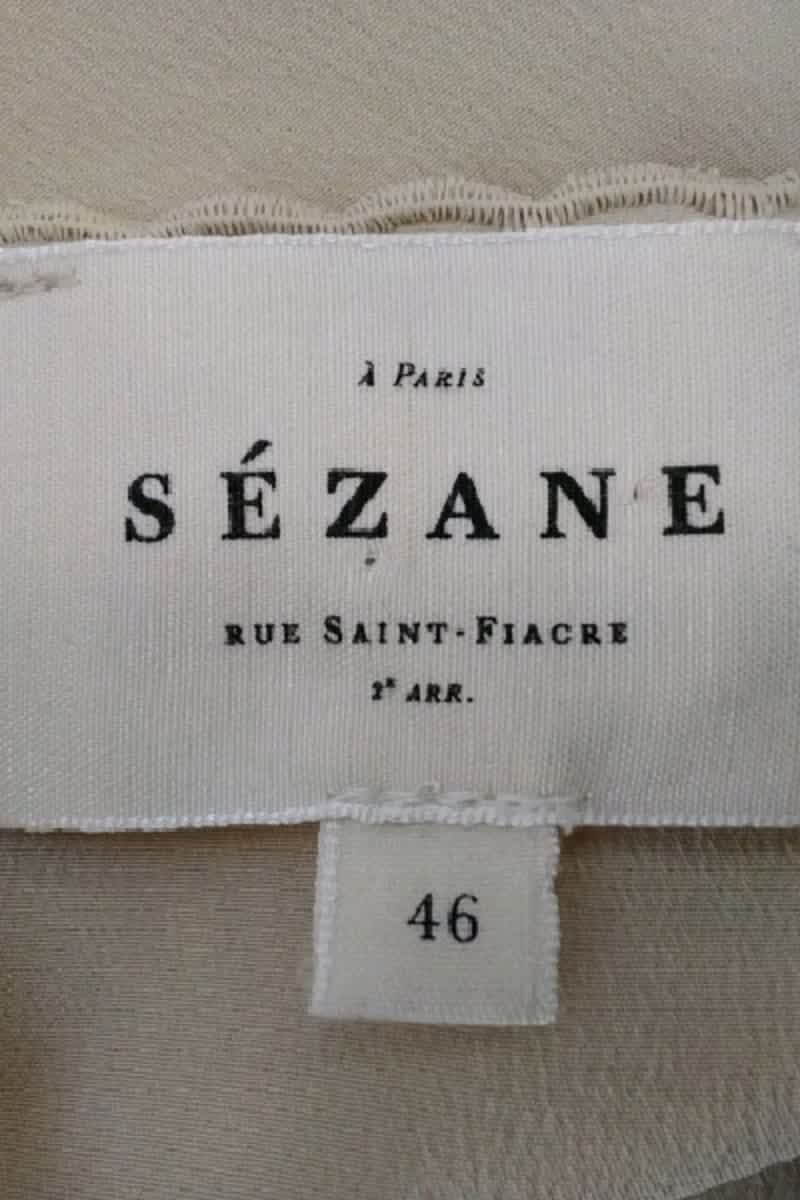 À PARIS
SÉZANE
RUE SAINT-FIACRE
2e ARR.
46